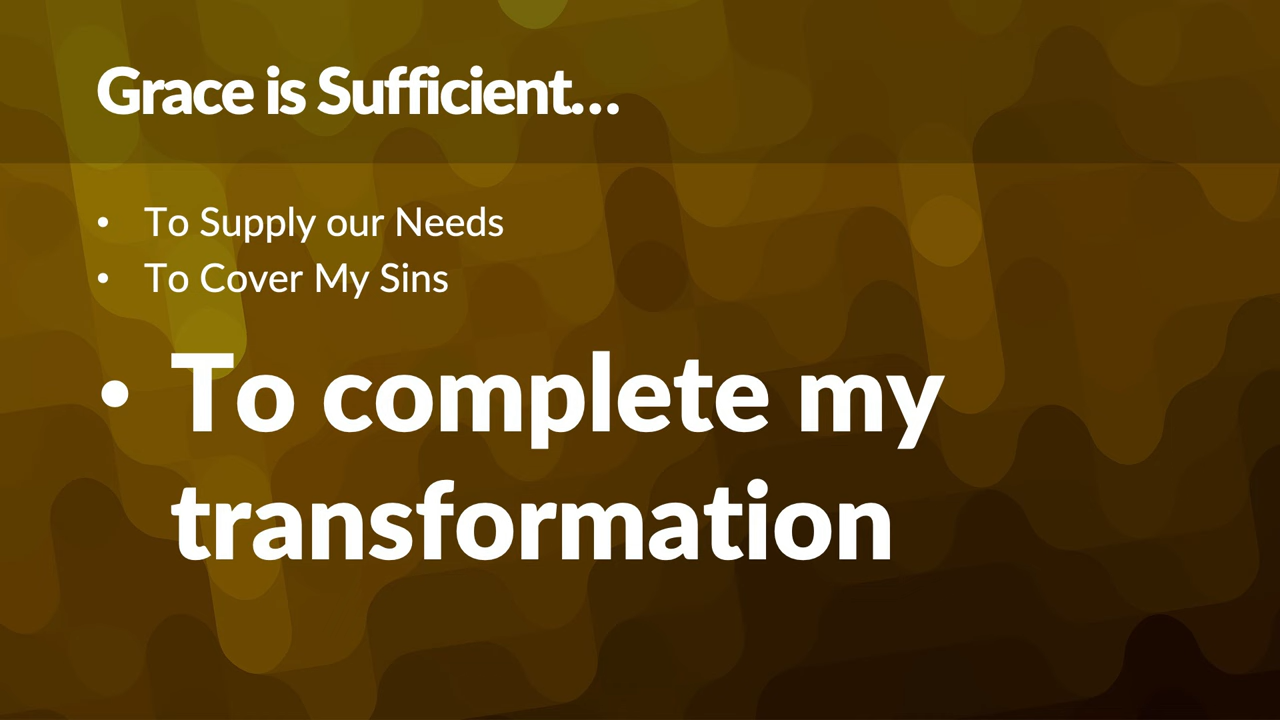 Grace is Sufficient…
• To Supply our Needs
• To Cover My Sins
• To complete my
transformation